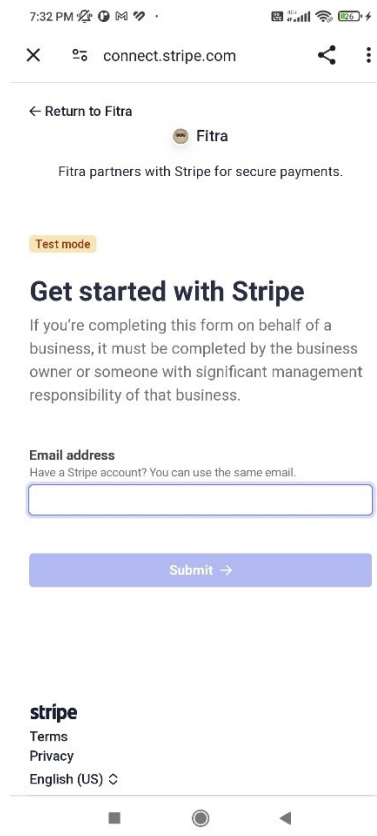 7:32 PM
4G+
26
connect.stripe.com
← Return to Fitra
Fitra
Fitra partners with Stripe for secure payments.
Test mode
Get started with Stripe
If you’re completing this form on behalf of a
business, it must be completed by the business
owner or someone with significant management
responsibility of that business.
Email address
Have a Stripe account? You can use the same email.
Submit →
stripe
Terms
Privacy
English (US)